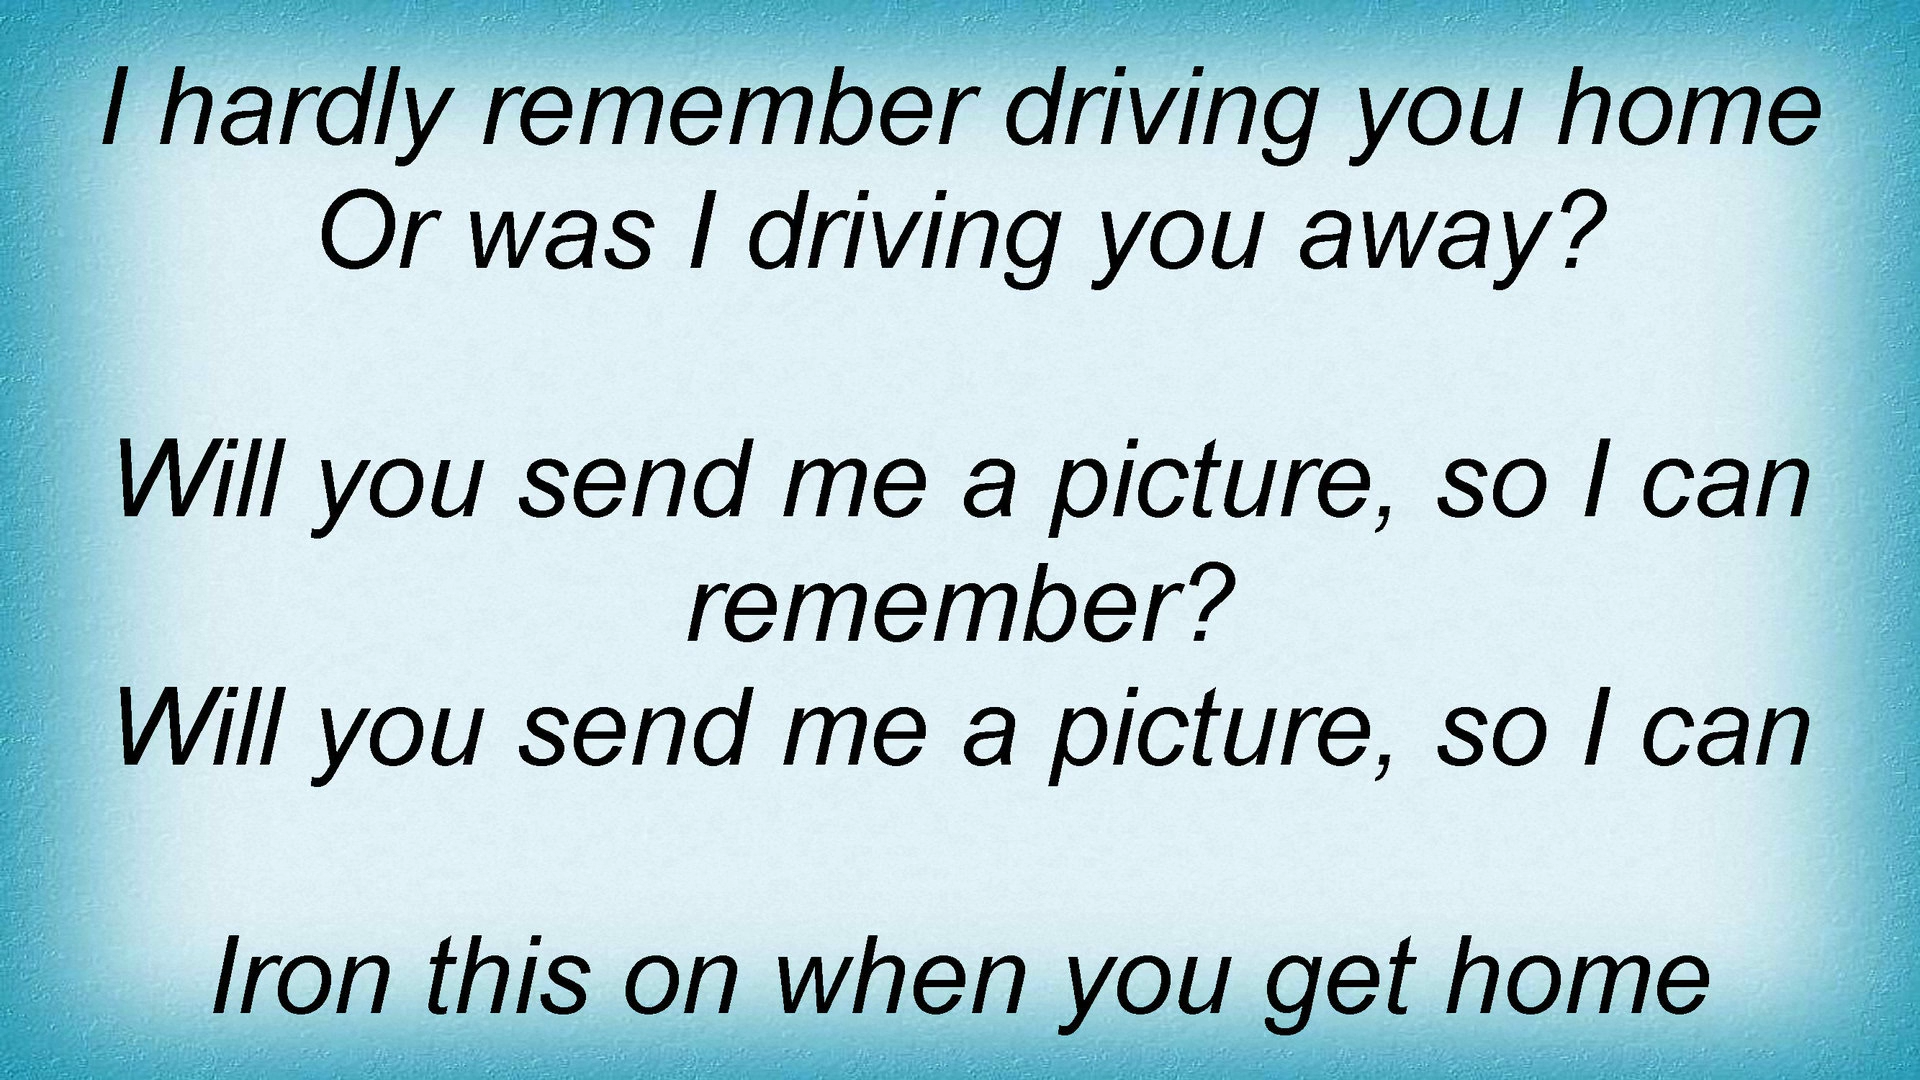 I hardly remember driving you home
Or was I driving you away?
Will you send me a picture, so I can
remember?
Will you send me a picture, so I can
Iron this on when you get home